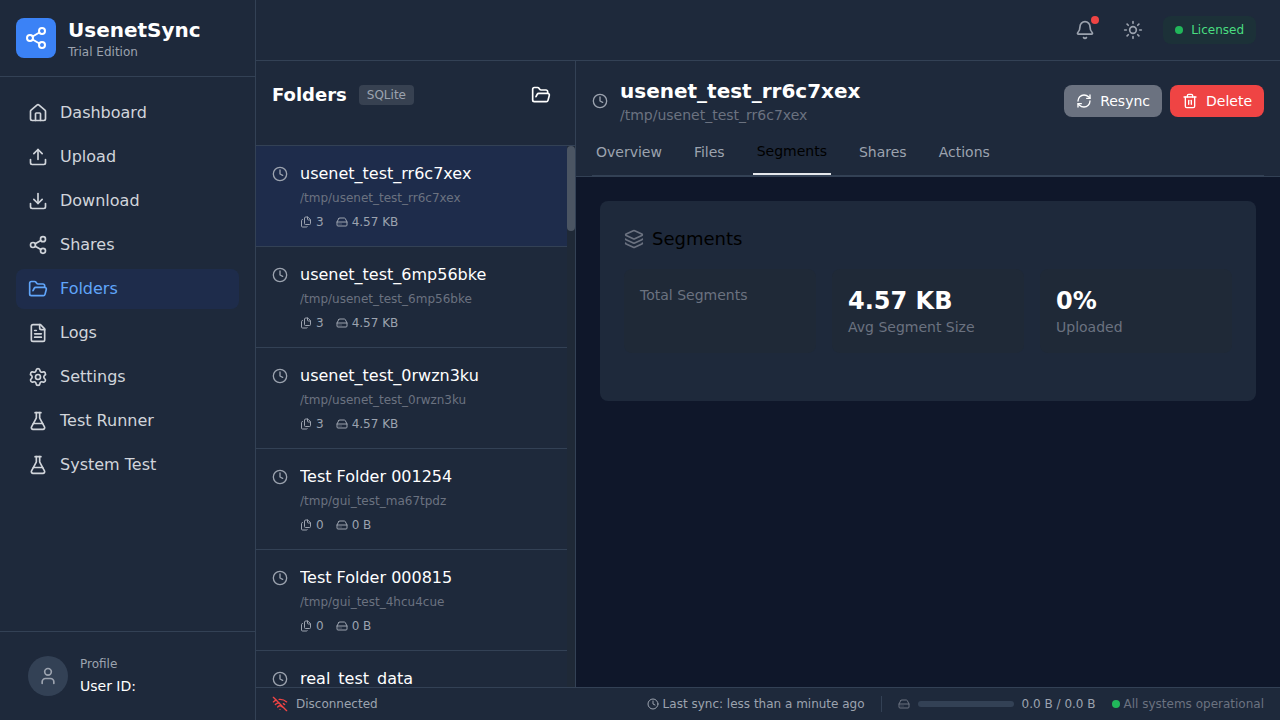 UsenetSync
Trial Edition
Dashboard
Upload
Download
Shares
Folders
Logs
Settings
Test Runner
System Test
Profile
User ID:
Licensed
Folders
SQLite
usenet_test_rr6c7xex
/tmp/usenet_test_rr6c7xex
3 4.57 KB
usenet_test_6mp56bke
/tmp/usenet_test_6mp56bke
3 4.57 KB
usenet_test_0rwzn3ku
/tmp/usenet_test_0rwzn3ku
3 4.57 KB
Test Folder 001254
/tmp/gui_test_ma67tpdz
0 0 B
Test Folder 000815
/tmp/gui_test_4hcu4cue
0 0 B
real_test_data
usenet_test_rr6c7xex
/tmp/usenet_test_rr6c7xex
Resync
Delete
Overview Files Segments Shares Actions
Segments
Total Segments
4.57 KB
Avg Segment Size
0%
Uploaded
Disconnected
Last sync: less than a minute ago
0.0 B / 0.0 B
All systems operational